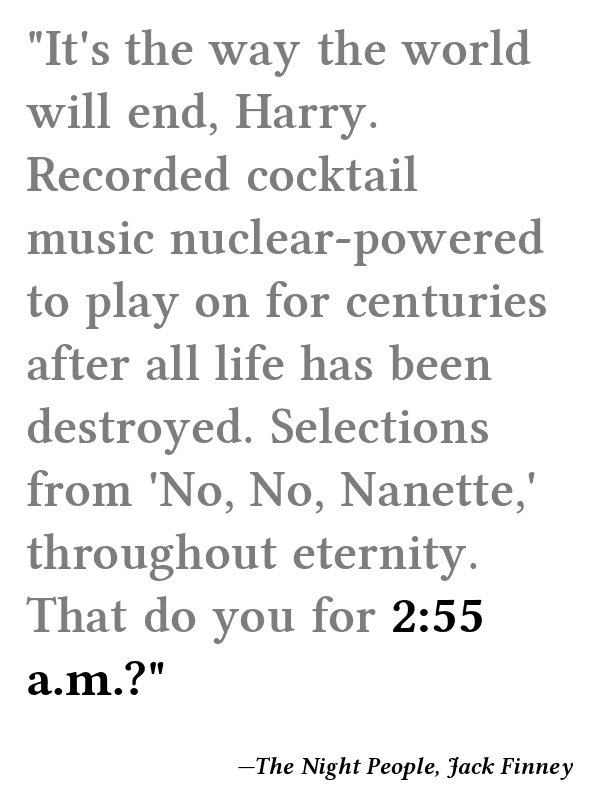 "It's the way the world
will end, Harry.
Recorded cocktail
music nuclear-powered
to play on for centuries
after all life has been
destroyed. Selections
from 'No, No, Nanette,'
throughout eternity.
That do you for 2:55
a.m.?"
—The Night People, Jack Finney